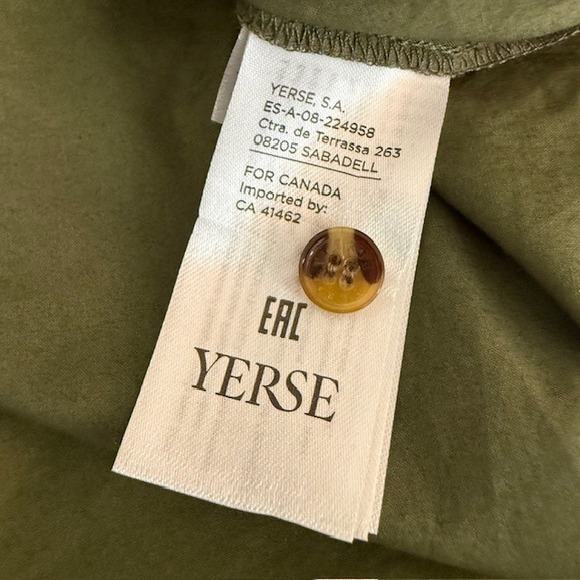 YERSE, S.A.
ES-A-08-224958
Ctra. de Terrassa 263
08205 SABADELL
FOR CANADA
Imported by:
CA 41462
EAC
YERSE